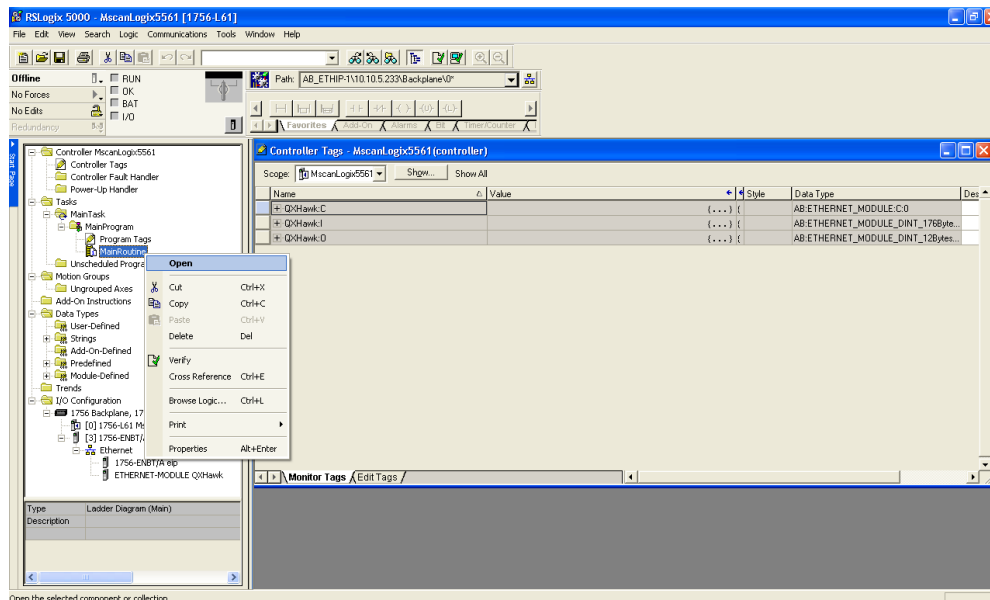 RSLogix 5000 - MscanLogix5561 [1756-L61]
File Edit View Search Logic Communications Tools Window Help
Offline
RUN
No Forces
OK
BAT
No Edits
I/O
Redundancy
Path: AB_ETHIP-1\10.10.5.233\Backplane\0*
Favorites Add-On Alarms Bit Timer/Counter
Start Page
Controller MscanLogix5561
Controller Tags
Controller Fault Handler
Power-Up Handler
Tasks
MainTask
MainProgram
Program Tags
MainRoutine
Unscheduled Progra
Motion Groups
Ungrouped Axes
Add-On Instructions
Data Types
User-Defined
Strings
Add-On-Defined
Predefined
Module-Defined
Trends
I/O Configuration
1756 Backplane, 17
[0] 1756-L61 Ms
[3] 1756-ENBT/
Ethernet
1756-ENBT/A eip
ETHERNET-MODULE QXHawk
Open
Cut Ctrl+X
Copy Ctrl+C
Paste Ctrl+V
Delete Del
Verify
Cross Reference Ctrl+E
Browse Logic... Ctrl+L
Print
Properties Alt+Enter
Type Ladder Diagram (Main)
Description
Controller Tags - MscanLogix5561(controller)
Scope: MscanLogix5561 Show... Show All
Name Value Style Data Type Des
QXHawk:C {...} { AB:ETHERNET_MODULE:C:0
QXHawk:I {...} { AB:ETHERNET_MODULE_DINT_176Byte...
QXHawk:O {...} { AB:ETHERNET_MODULE_DINT_12Bytes...
Monitor Tags Edit Tags
Open the selected component or collection